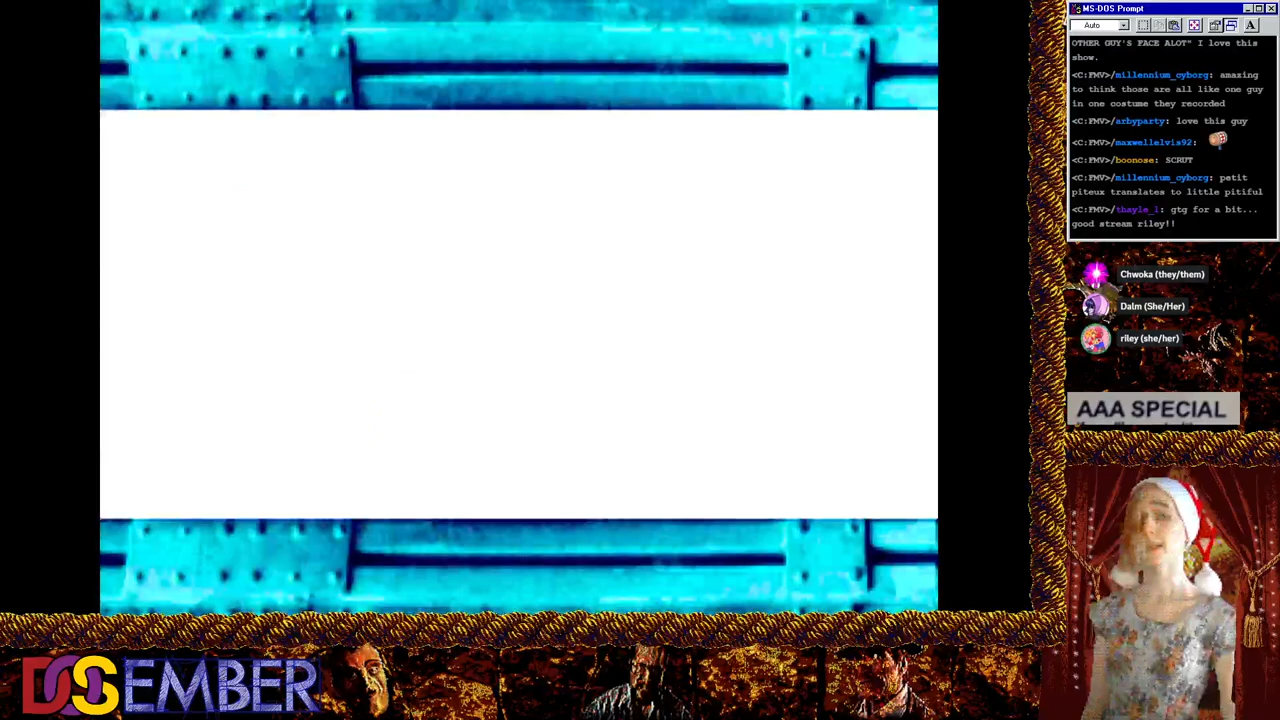 MS-DOS Prompt
Auto
A
OTHER GUY'S FACE ALOT" I love this
show.
<C:FMV>/millennium_cyborg: amazing
to think those are all like one guy
in one costume they recorded
<C:FMV>/arbyparty: love this guy
<C:FMV>/maxwellelvis92:
<C:FMV>/boonose: SCRUT
<C:FMV>/millennium_cyborg: petit
piteux translates to little pitiful
<C:FMV>/thayle_l: gtg for a bit...
good stream riley!!
Chwoka (they/them)
Dalm (She/Her)
riley (she/her)
AAA SPECIAL
DOSEMBER